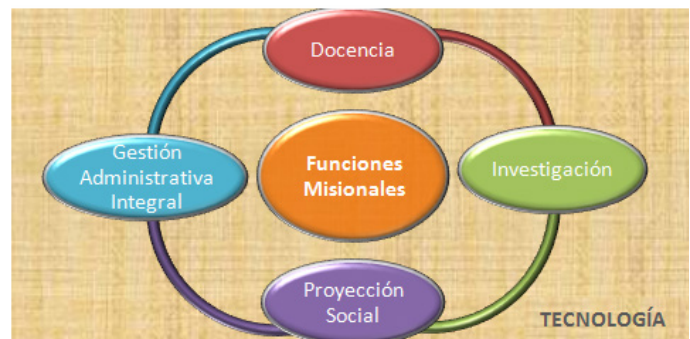 Docencia
Gestión
Administrativa
Integral
Funciones
Misionales
Investigación
Proyección
Social
TECNOLOGÍA